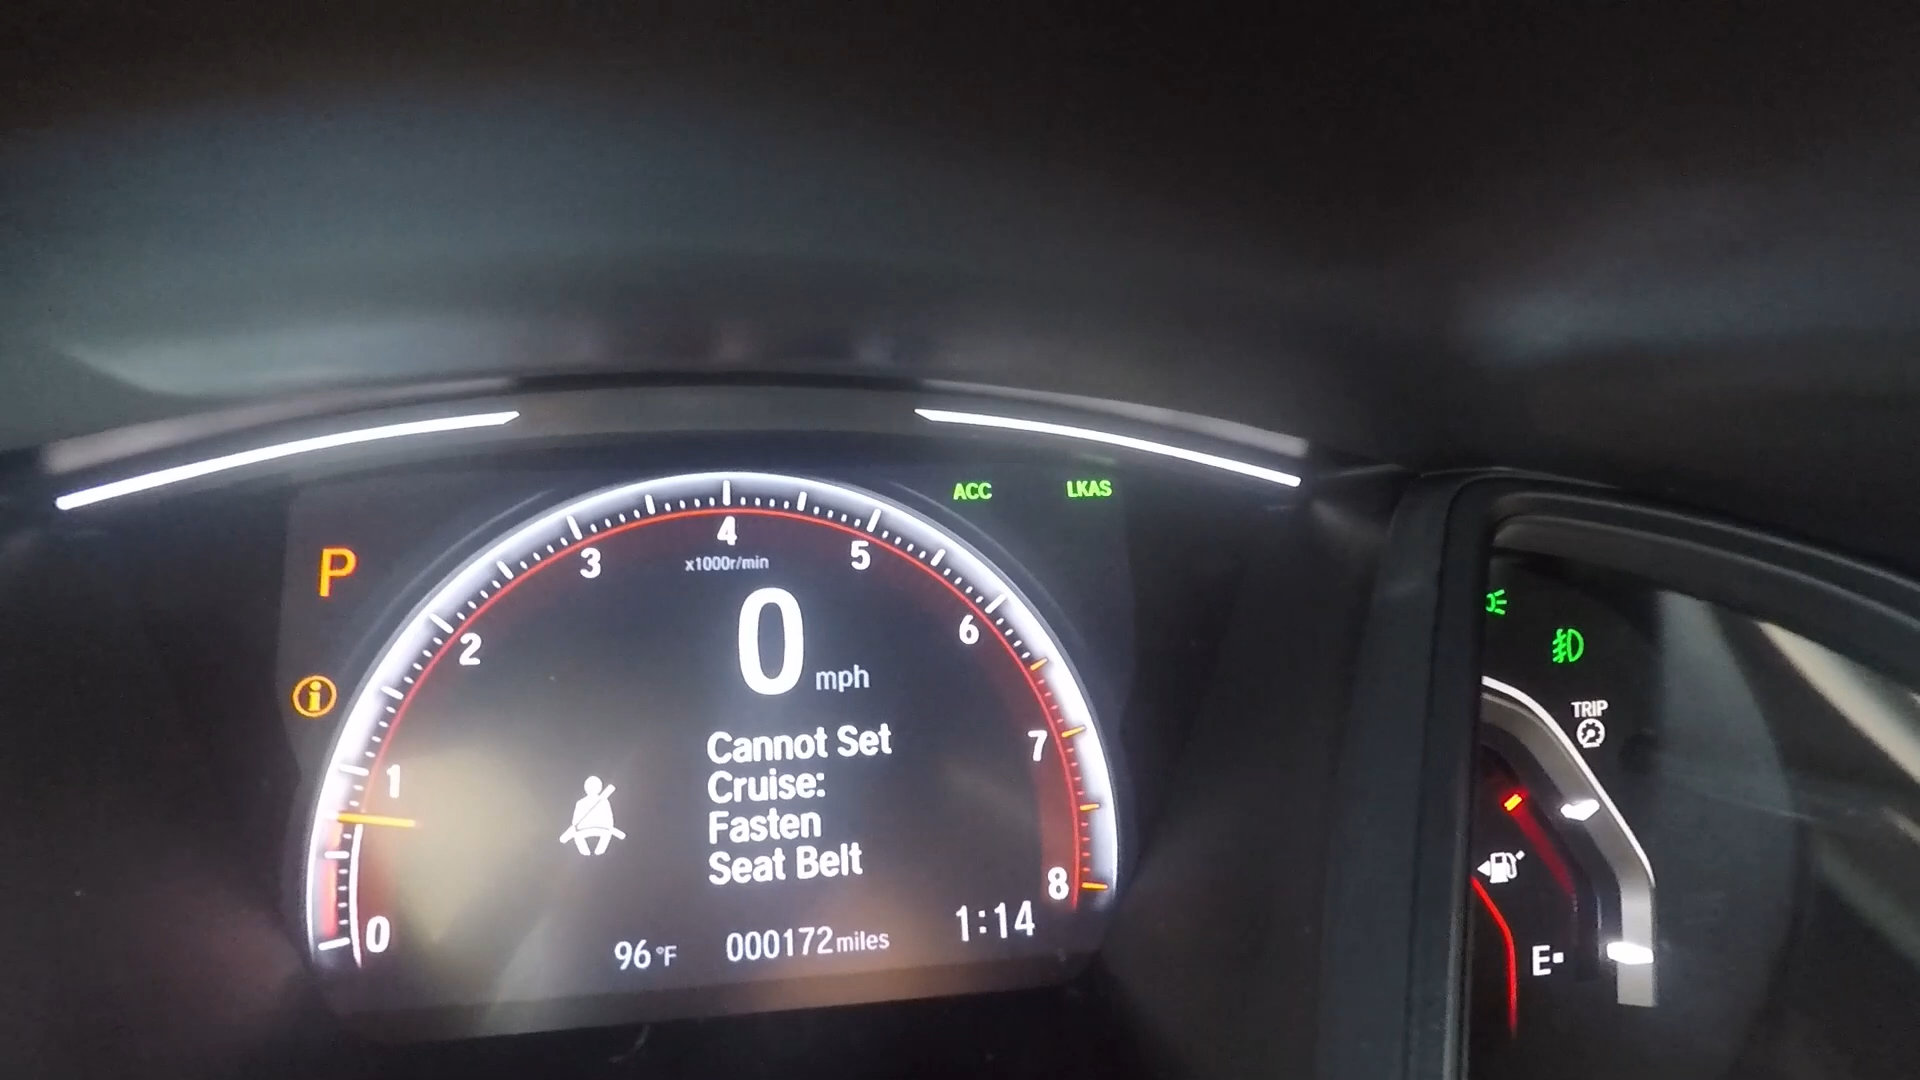 ACC LKAS
4
3 5
x1000r/min
P
0 mph
2 6
TRIP
Cannot Set
Cruise:
Fasten
Seat Belt
1 7
8
0
96°F 000172miles 1:14
E